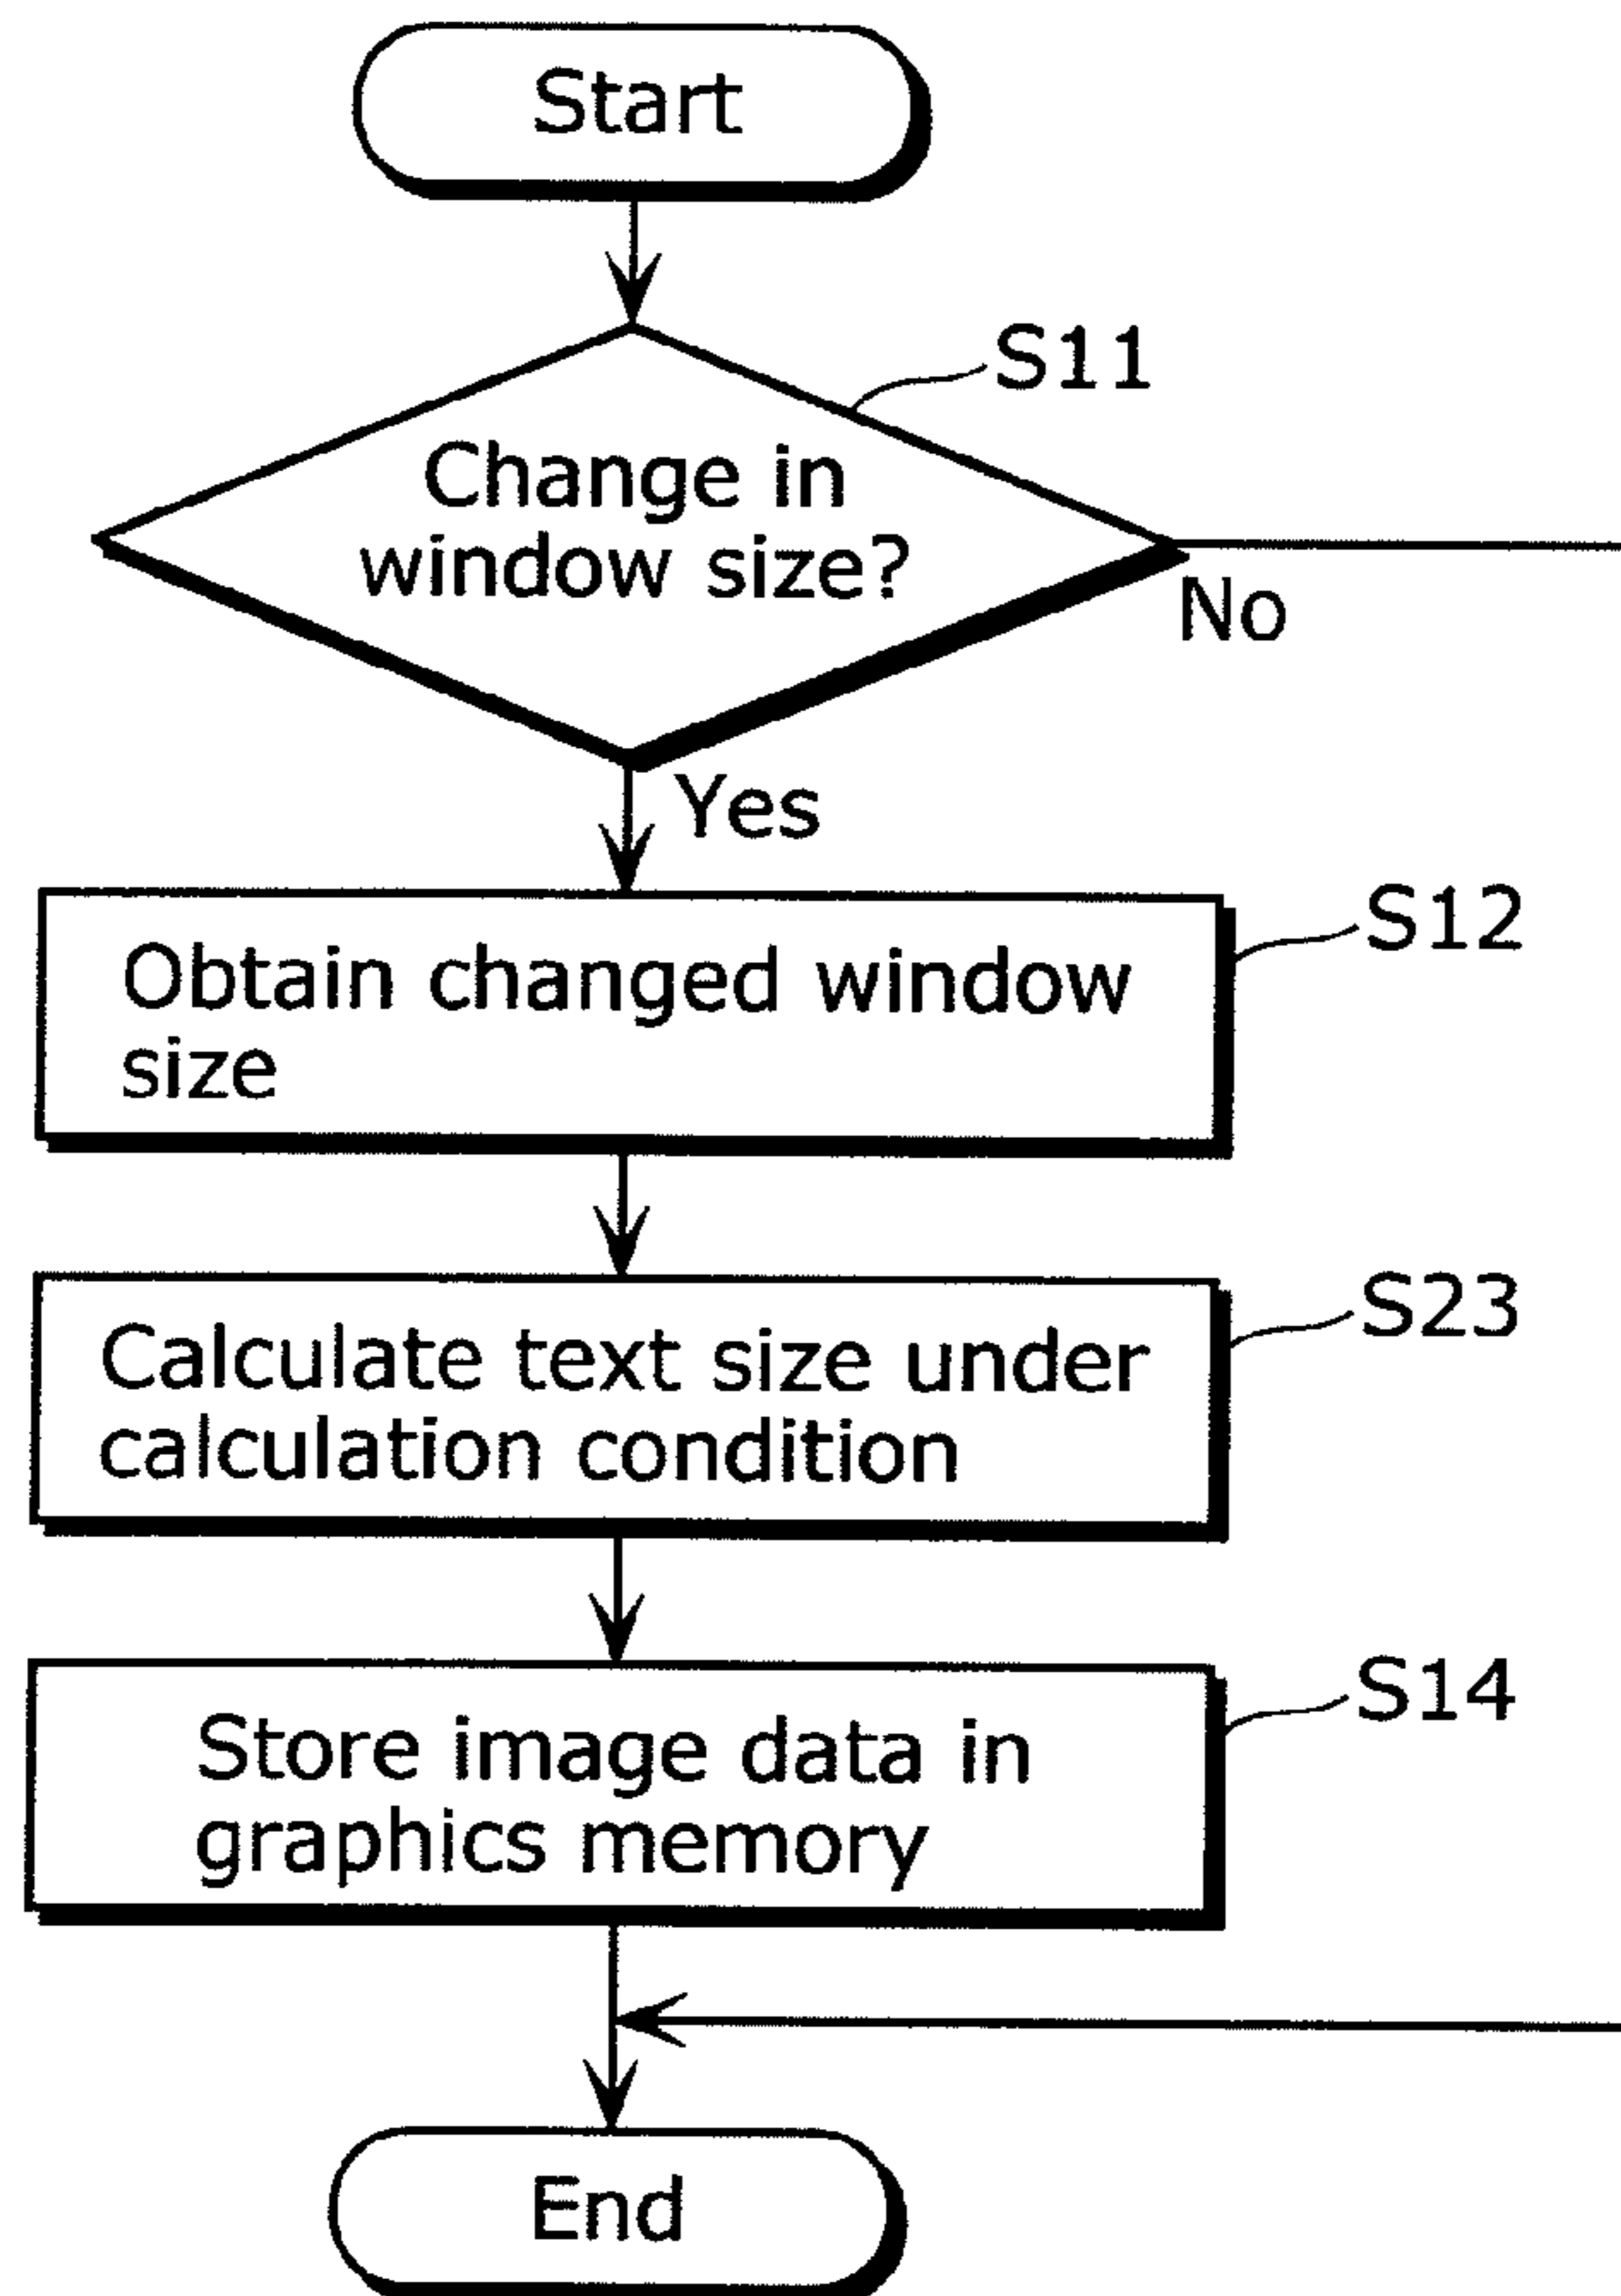 Start
S11
Change in
window size?
No
Yes
S12
Obtain changed window
size
S23
Calculate text size under
calculation condition
S14
Store image data in
graphics memory
End